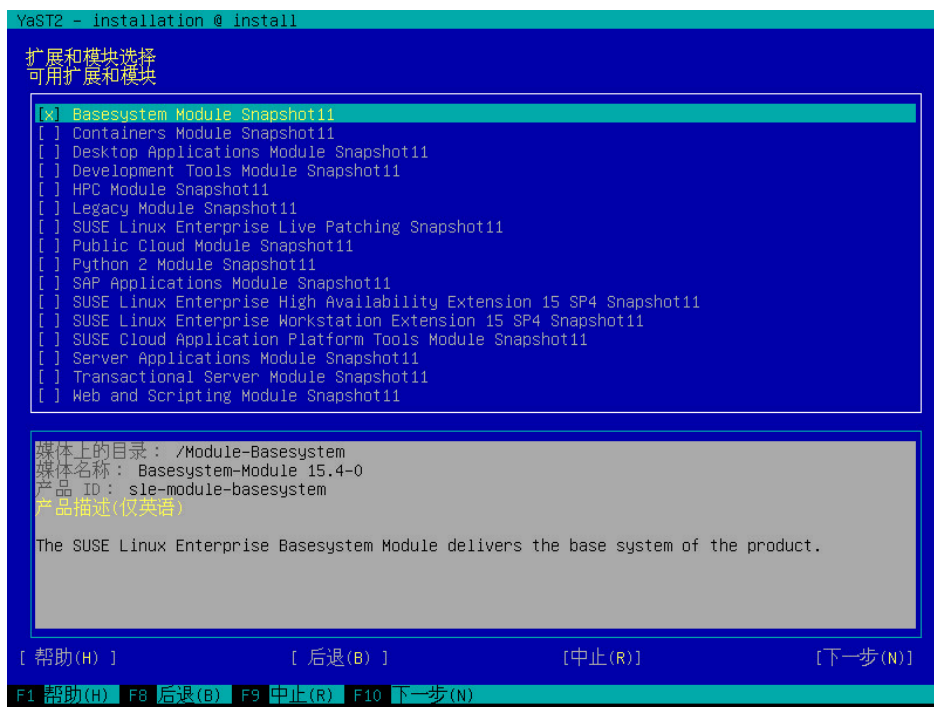 YaST2 - installation @ install
扩展和模块选择
可用扩展和模块
[x] Basesystem Module Snapshot11
[ ] Containers Module Snapshot11
[ ] Desktop Applications Module Snapshot11
[ ] Development Tools Module Snapshot11
[ ] HPC Module Snapshot11
[ ] Legacy Module Snapshot11
[ ] SUSE Linux Enterprise Live Patching Snapshot11
[ ] Public Cloud Module Snapshot11
[ ] Python 2 Module Snapshot11
[ ] SAP Applications Module Snapshot11
[ ] SUSE Linux Enterprise High Availability Extension 15 SP4 Snapshot11
[ ] SUSE Linux Enterprise Workstation Extension 15 SP4 Snapshot11
[ ] SUSE Cloud Application Platform Tools Module Snapshot11
[ ] Server Applications Module Snapshot11
[ ] Transactional Server Module Snapshot11
[ ] Web and Scripting Module Snapshot11
媒体上的目录： /Module-Basesystem
媒体名称： Basesystem-Module 15.4-0
产品 ID： sle-module-basesystem
产品描述(仅英语)
The SUSE Linux Enterprise Basesystem Module delivers the base system of the product.
[ 帮助(H) ] [ 后退(B) ] [中止(R)] [下一步(N)]
F1 帮助(H) F8 后退(B) F9 中止(R) F10 下一步(N)